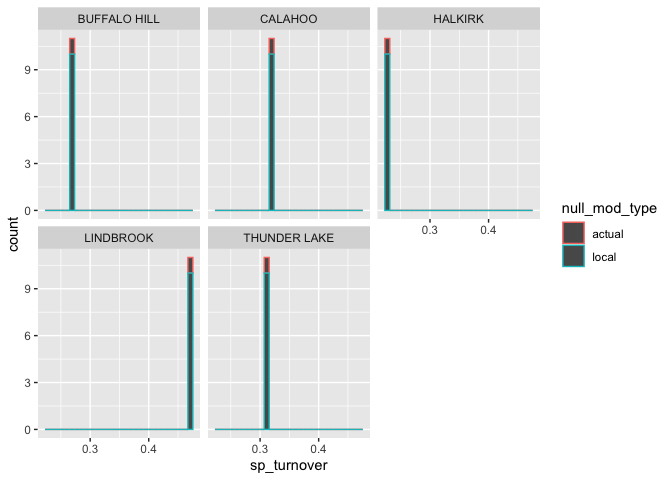 BUFFALO HILL CALAHOO HALKIRK
9
6
3
0
0.3 0.4
LINDBROOK THUNDER LAKE
9
6
3
0
0.3 0.4 0.3 0.4
sp_turnover
count
null_mod_type
actual
local